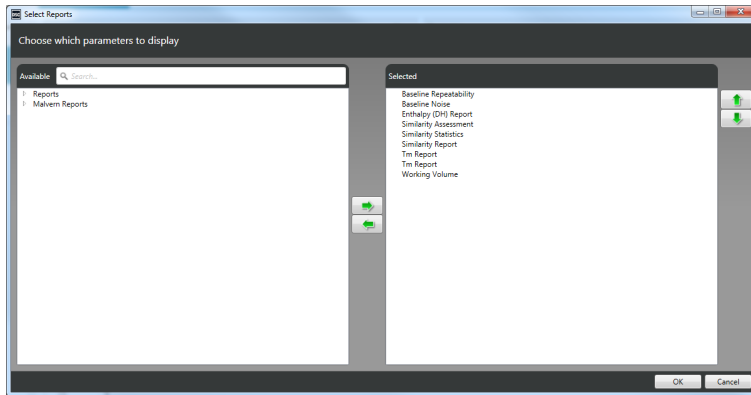 Select Reports
Choose which parameters to display
Available
Search...
Reports
Malvern Reports
Selected
Baseline Repeatability
Baseline Noise
Enthalpy (DH) Report
Similarity Assessment
Similarity Statistics
Similarity Report
Tm Report
Tm Report
Working Volume
OK
Cancel